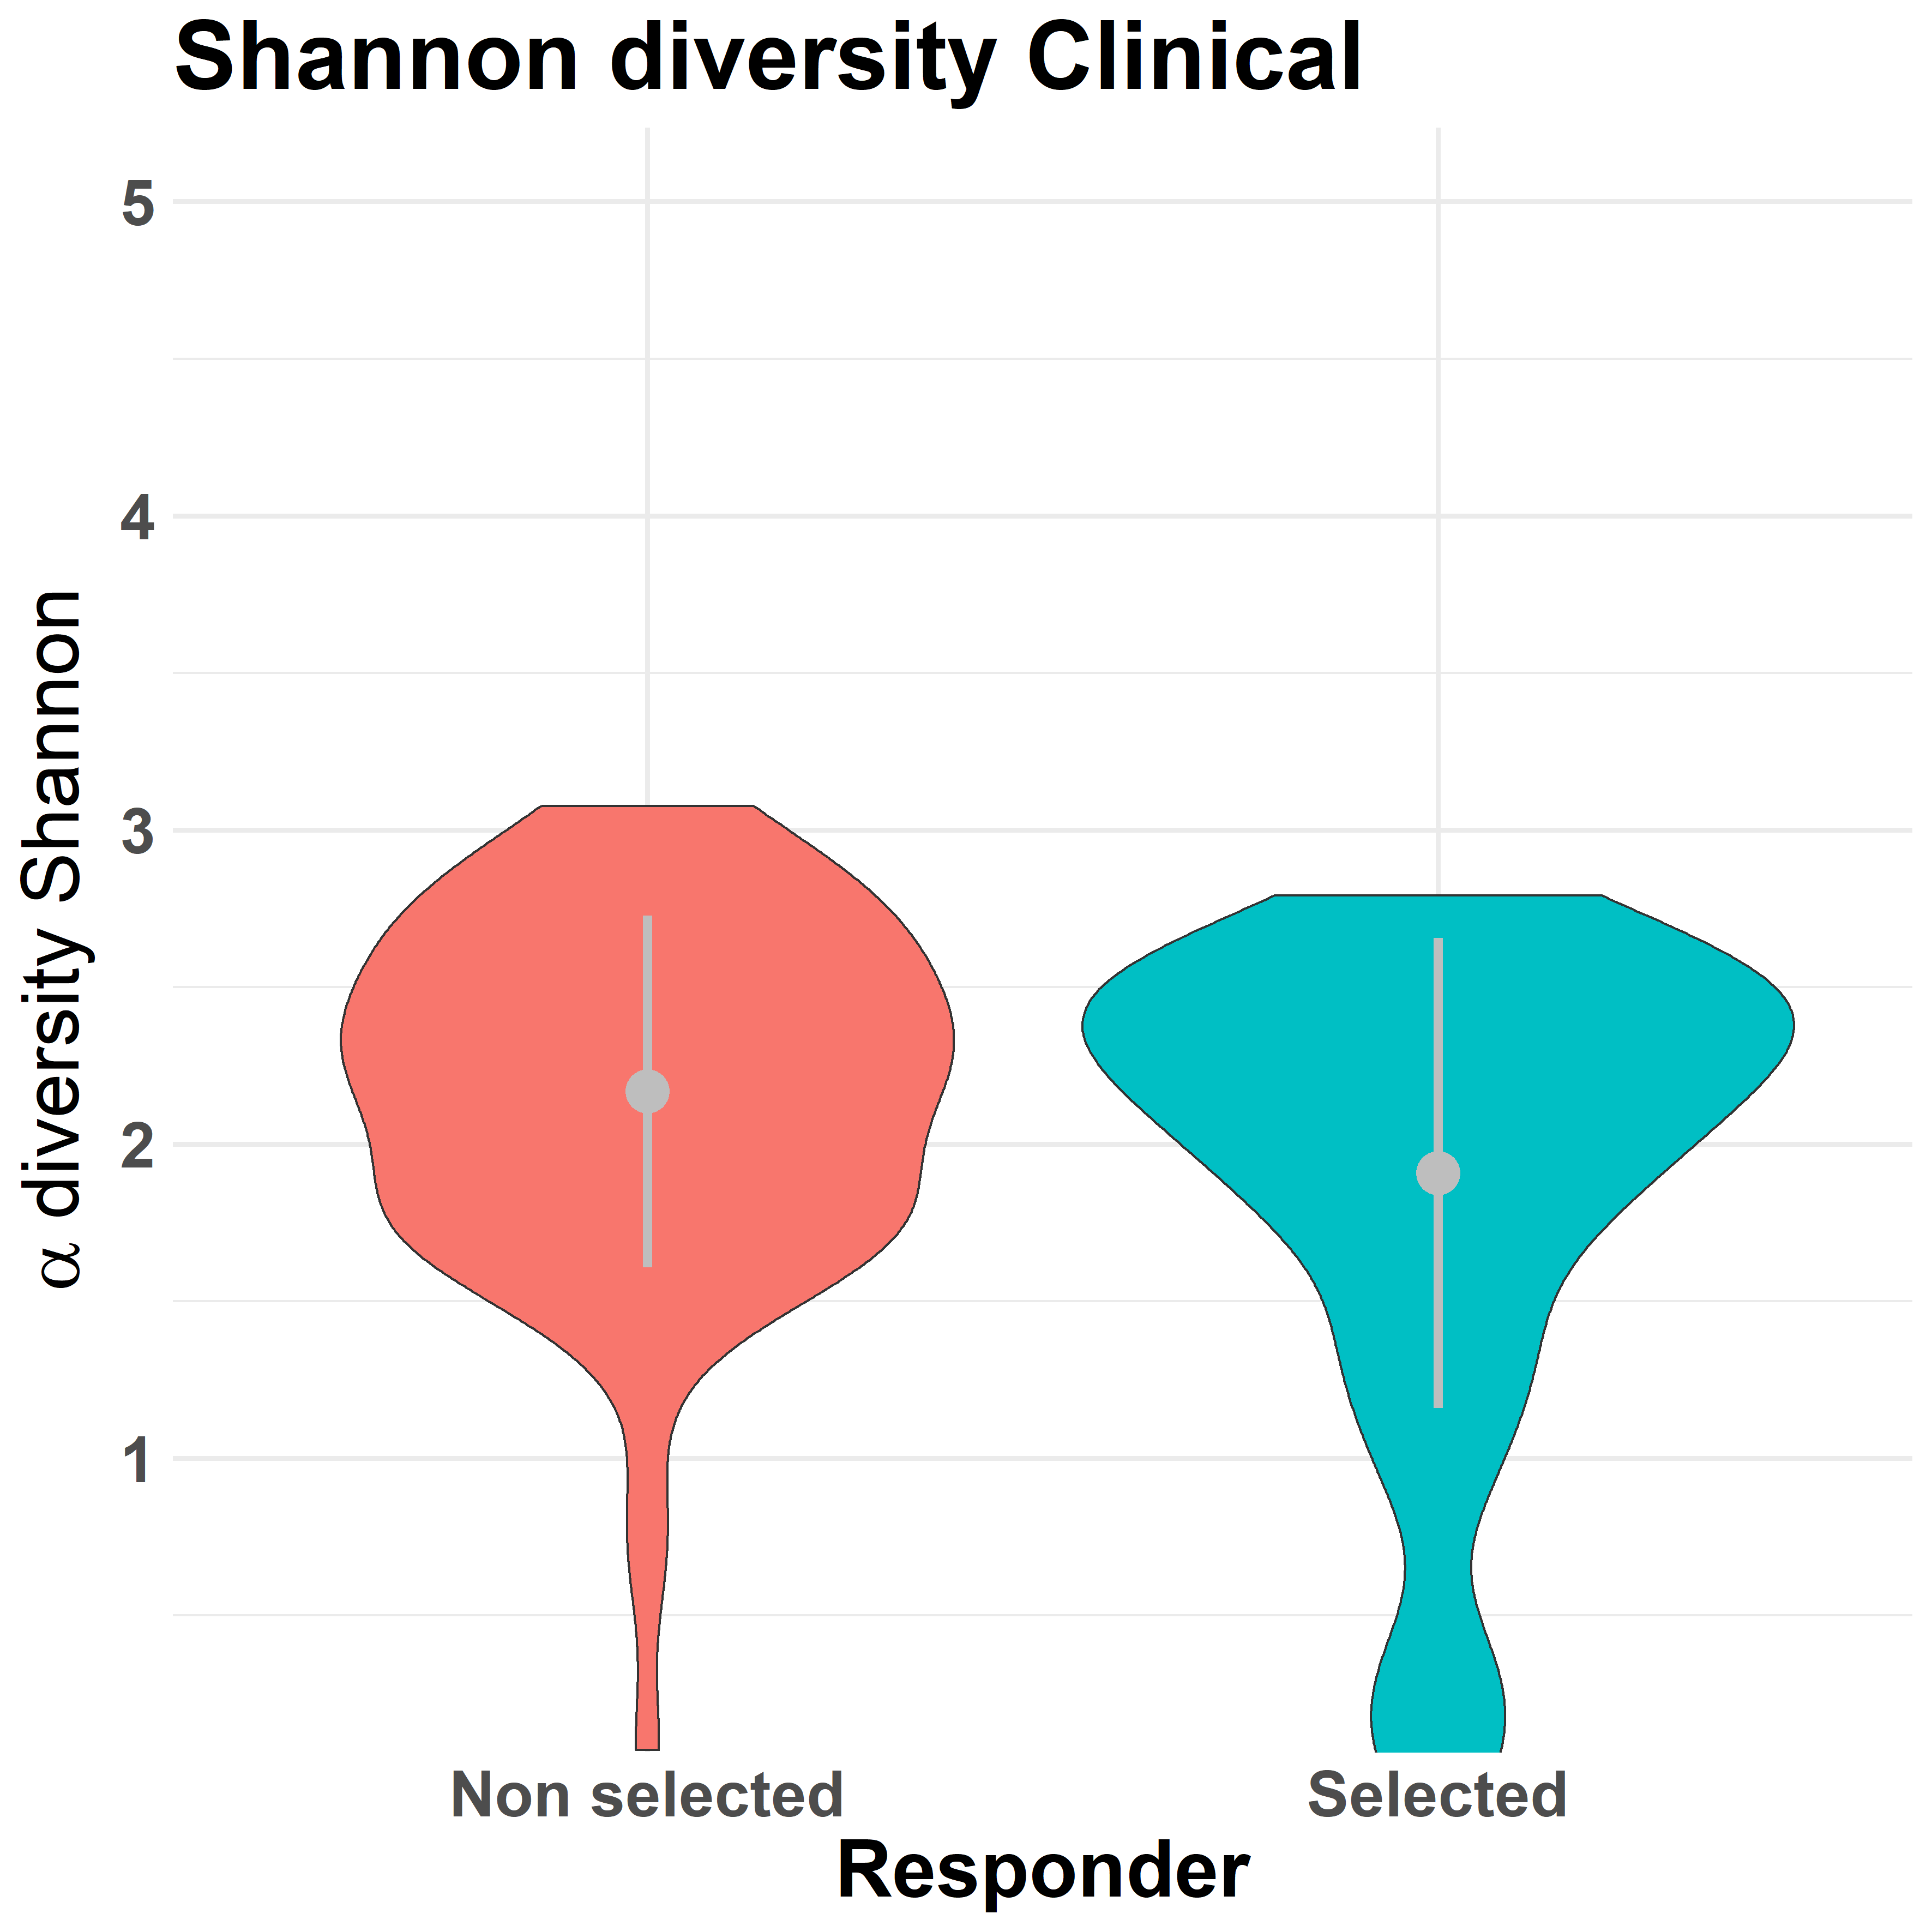 Shannon diversity Clinical
α diversity Shannon
5
4
3
2
1
Non selected
Selected
Responder